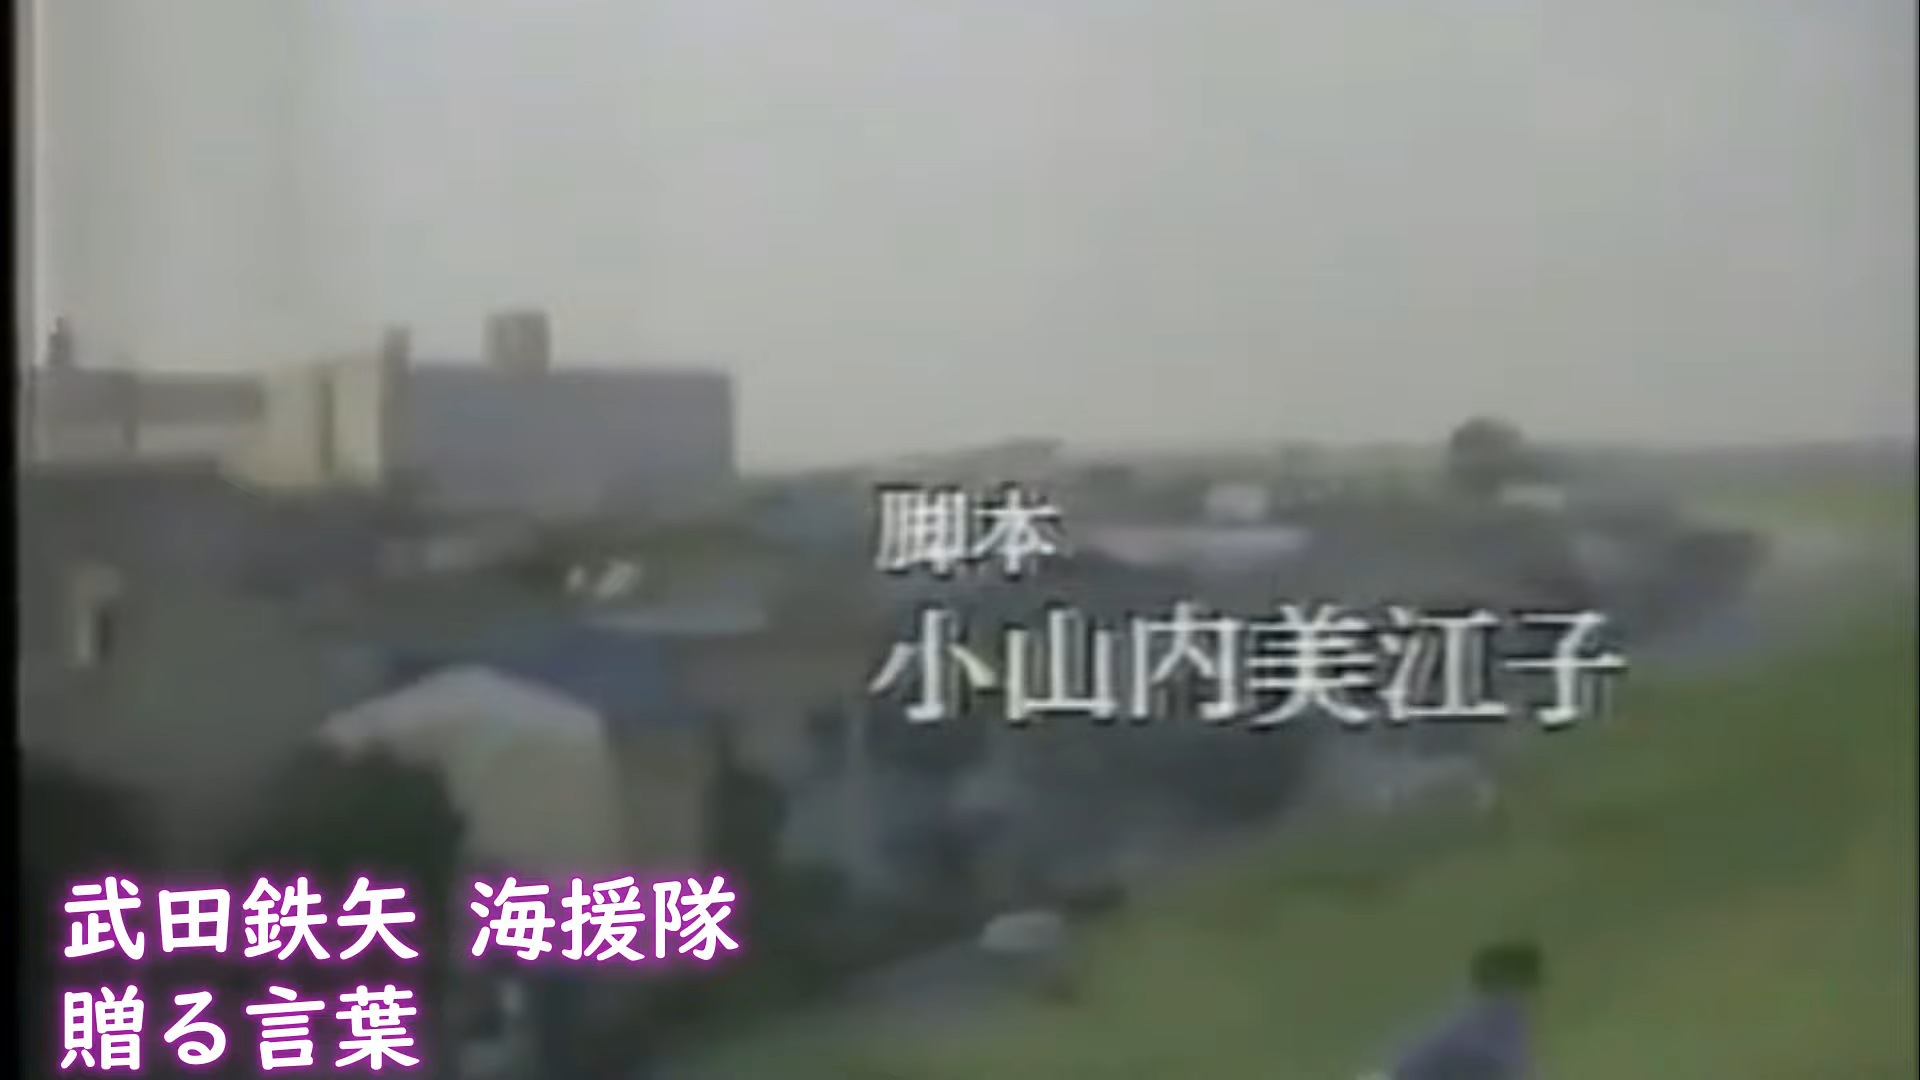 脚本
小山内美江子
武田鉄矢 海援隊
贈る言葉